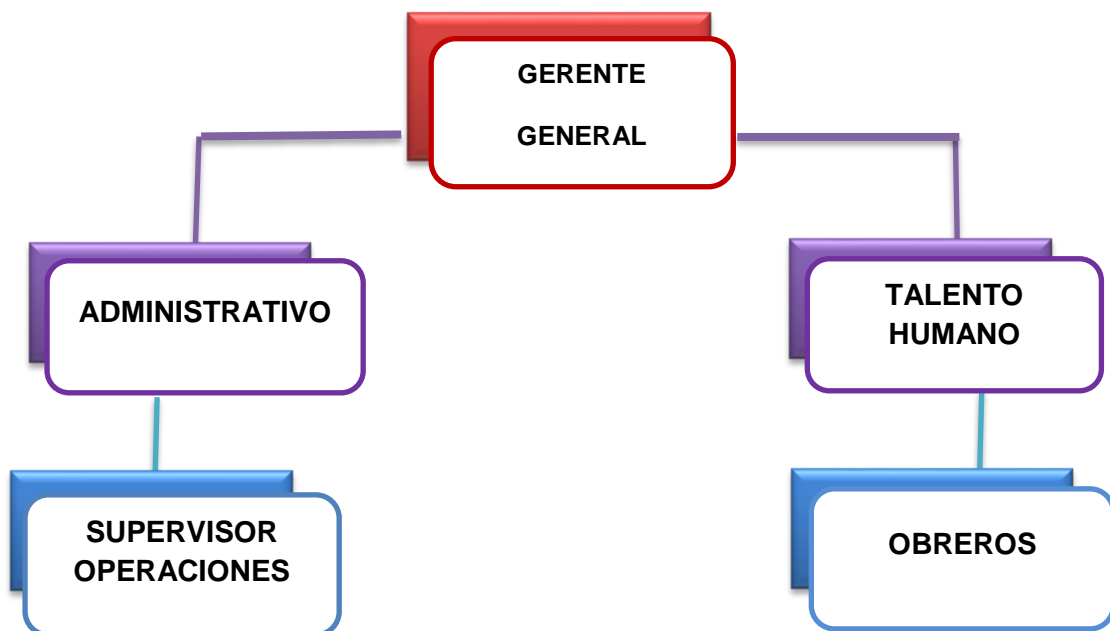 GERENTE
GENERAL
ADMINISTRATIVO
TALENTO
HUMANO
SUPERVISOR
OPERACIONES
OBREROS